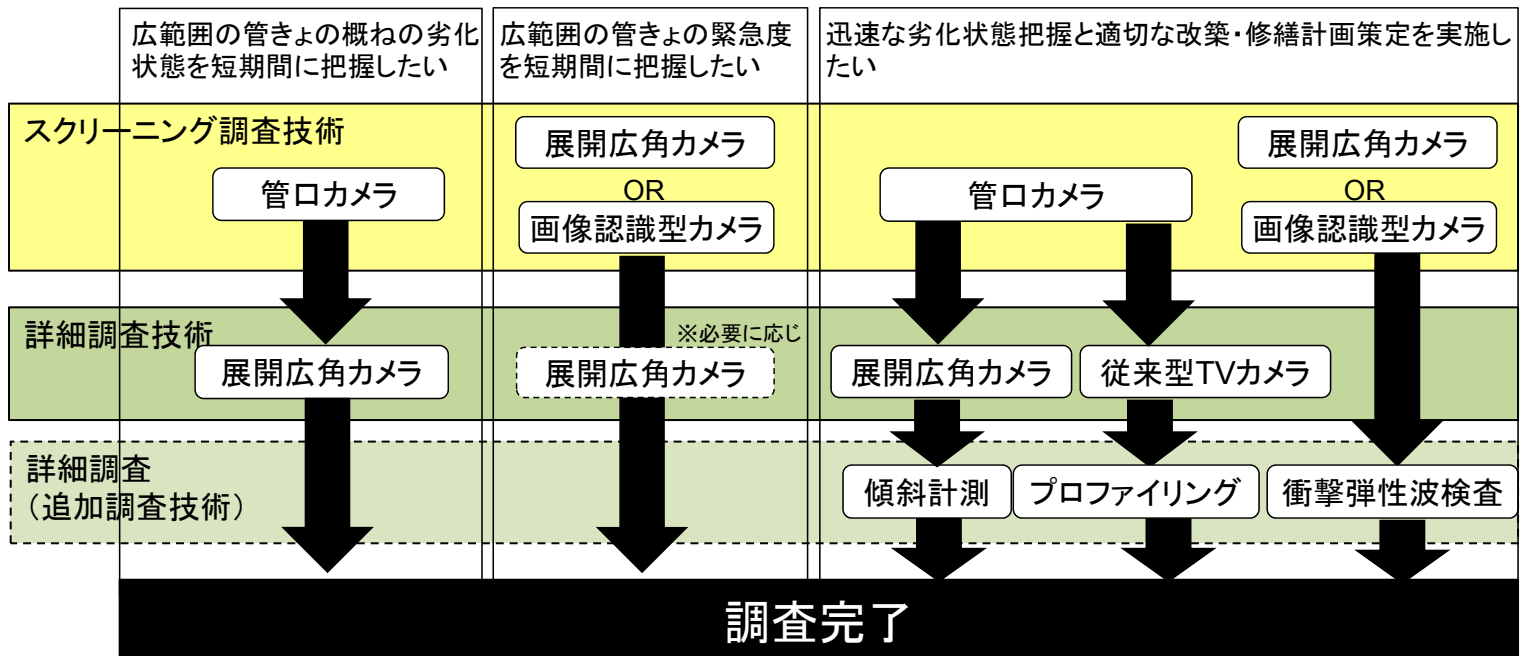 広範囲の管きょの概ねの劣化
状態を短期間に把握したい
広範囲の管きょの緊急度
を短期間に把握したい
迅速な劣化状態把握と適切な改築・修繕計画策定を実施し
たい
スクリーニング調査技術
管口カメラ
展開広角カメラ
OR
画像認識型カメラ
管口カメラ
展開広角カメラ
OR
画像認識型カメラ
詳細調査技術
展開広角カメラ
※必要に応じ
展開広角カメラ
展開広角カメラ
従来型TVカメラ
詳細調査
（追加調査技術）
傾斜計測
プロファイリング
衝撃弾性波検査
調査完了